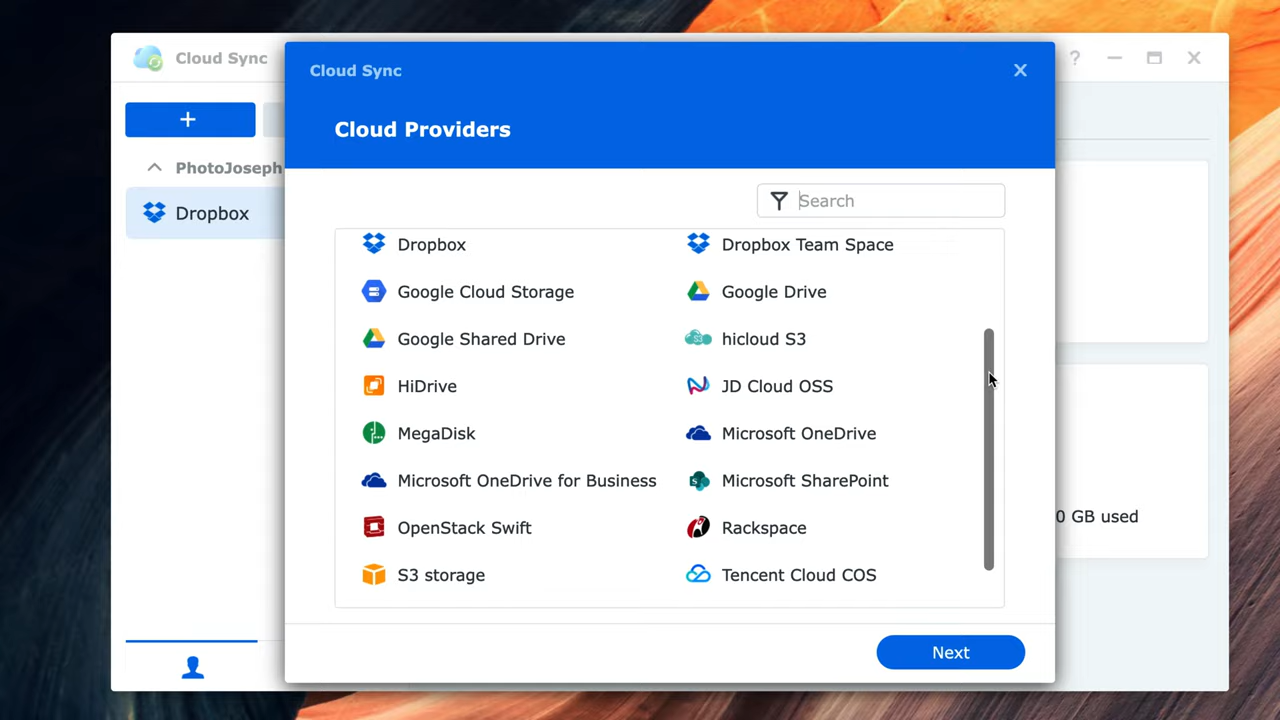 Cloud Sync
?
Cloud Sync
Cloud Providers
+
PhotoJoseph
Dropbox
Search
Dropbox
Dropbox Team Space
Google Cloud Storage
Google Drive
Google Shared Drive
hicloud S3
HiDrive
JD Cloud OSS
MegaDisk
Microsoft OneDrive
Microsoft OneDrive for Business
Microsoft SharePoint
OpenStack Swift
Rackspace
S3 storage
Tencent Cloud COS
0 GB used
Next